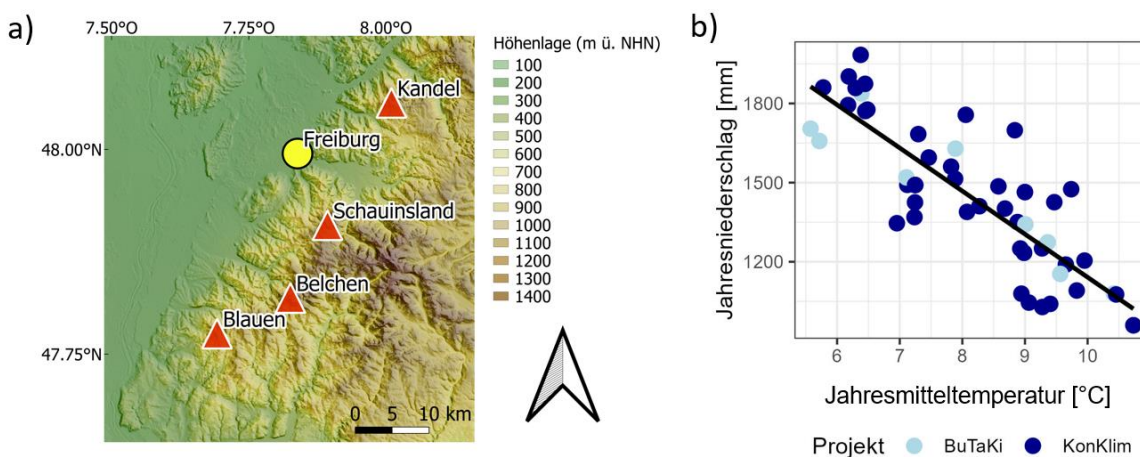 a)
7.50°O
7.75°O
8.00°O
48.00°N
47.75°N
Kandel
Freiburg
Schauinsland
Belchen
Blauen
0 5 10 km
Höhenlage (m ü. NHN)
100
200
300
400
500
600
700
800
900
1000
1100
1200
1300
1400
b)
Jahresniederschlag [mm]
1800
1500
1200
6 7 8 9 10
Jahresmitteltemperatur [°C]
Projekt BuTaKi KonKlim